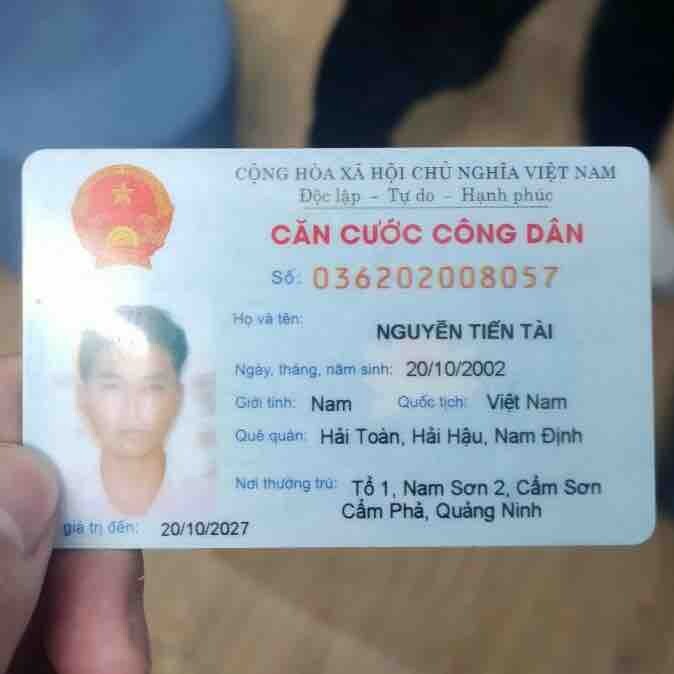 CỘNG HÒA XÃ HỘI CHỦ NGHĨA VIỆT NAM
Độc lập - Tự do - Hạnh phúc
CĂN CƯỚC CÔNG DÂN
Số: 036202008057
Họ và tên:
NGUYỄN TIẾN TÀI
Ngày, tháng, năm sinh: 20/10/2002
Giới tính: Nam Quốc tịch: Việt Nam
Quê quán: Hải Toàn, Hải Hậu, Nam Định
Nơi thường trú: Tổ 1, Nam Sơn 2, Cẩm Sơn
Cẩm Phả, Quảng Ninh
giá trị đến: 20/10/2027